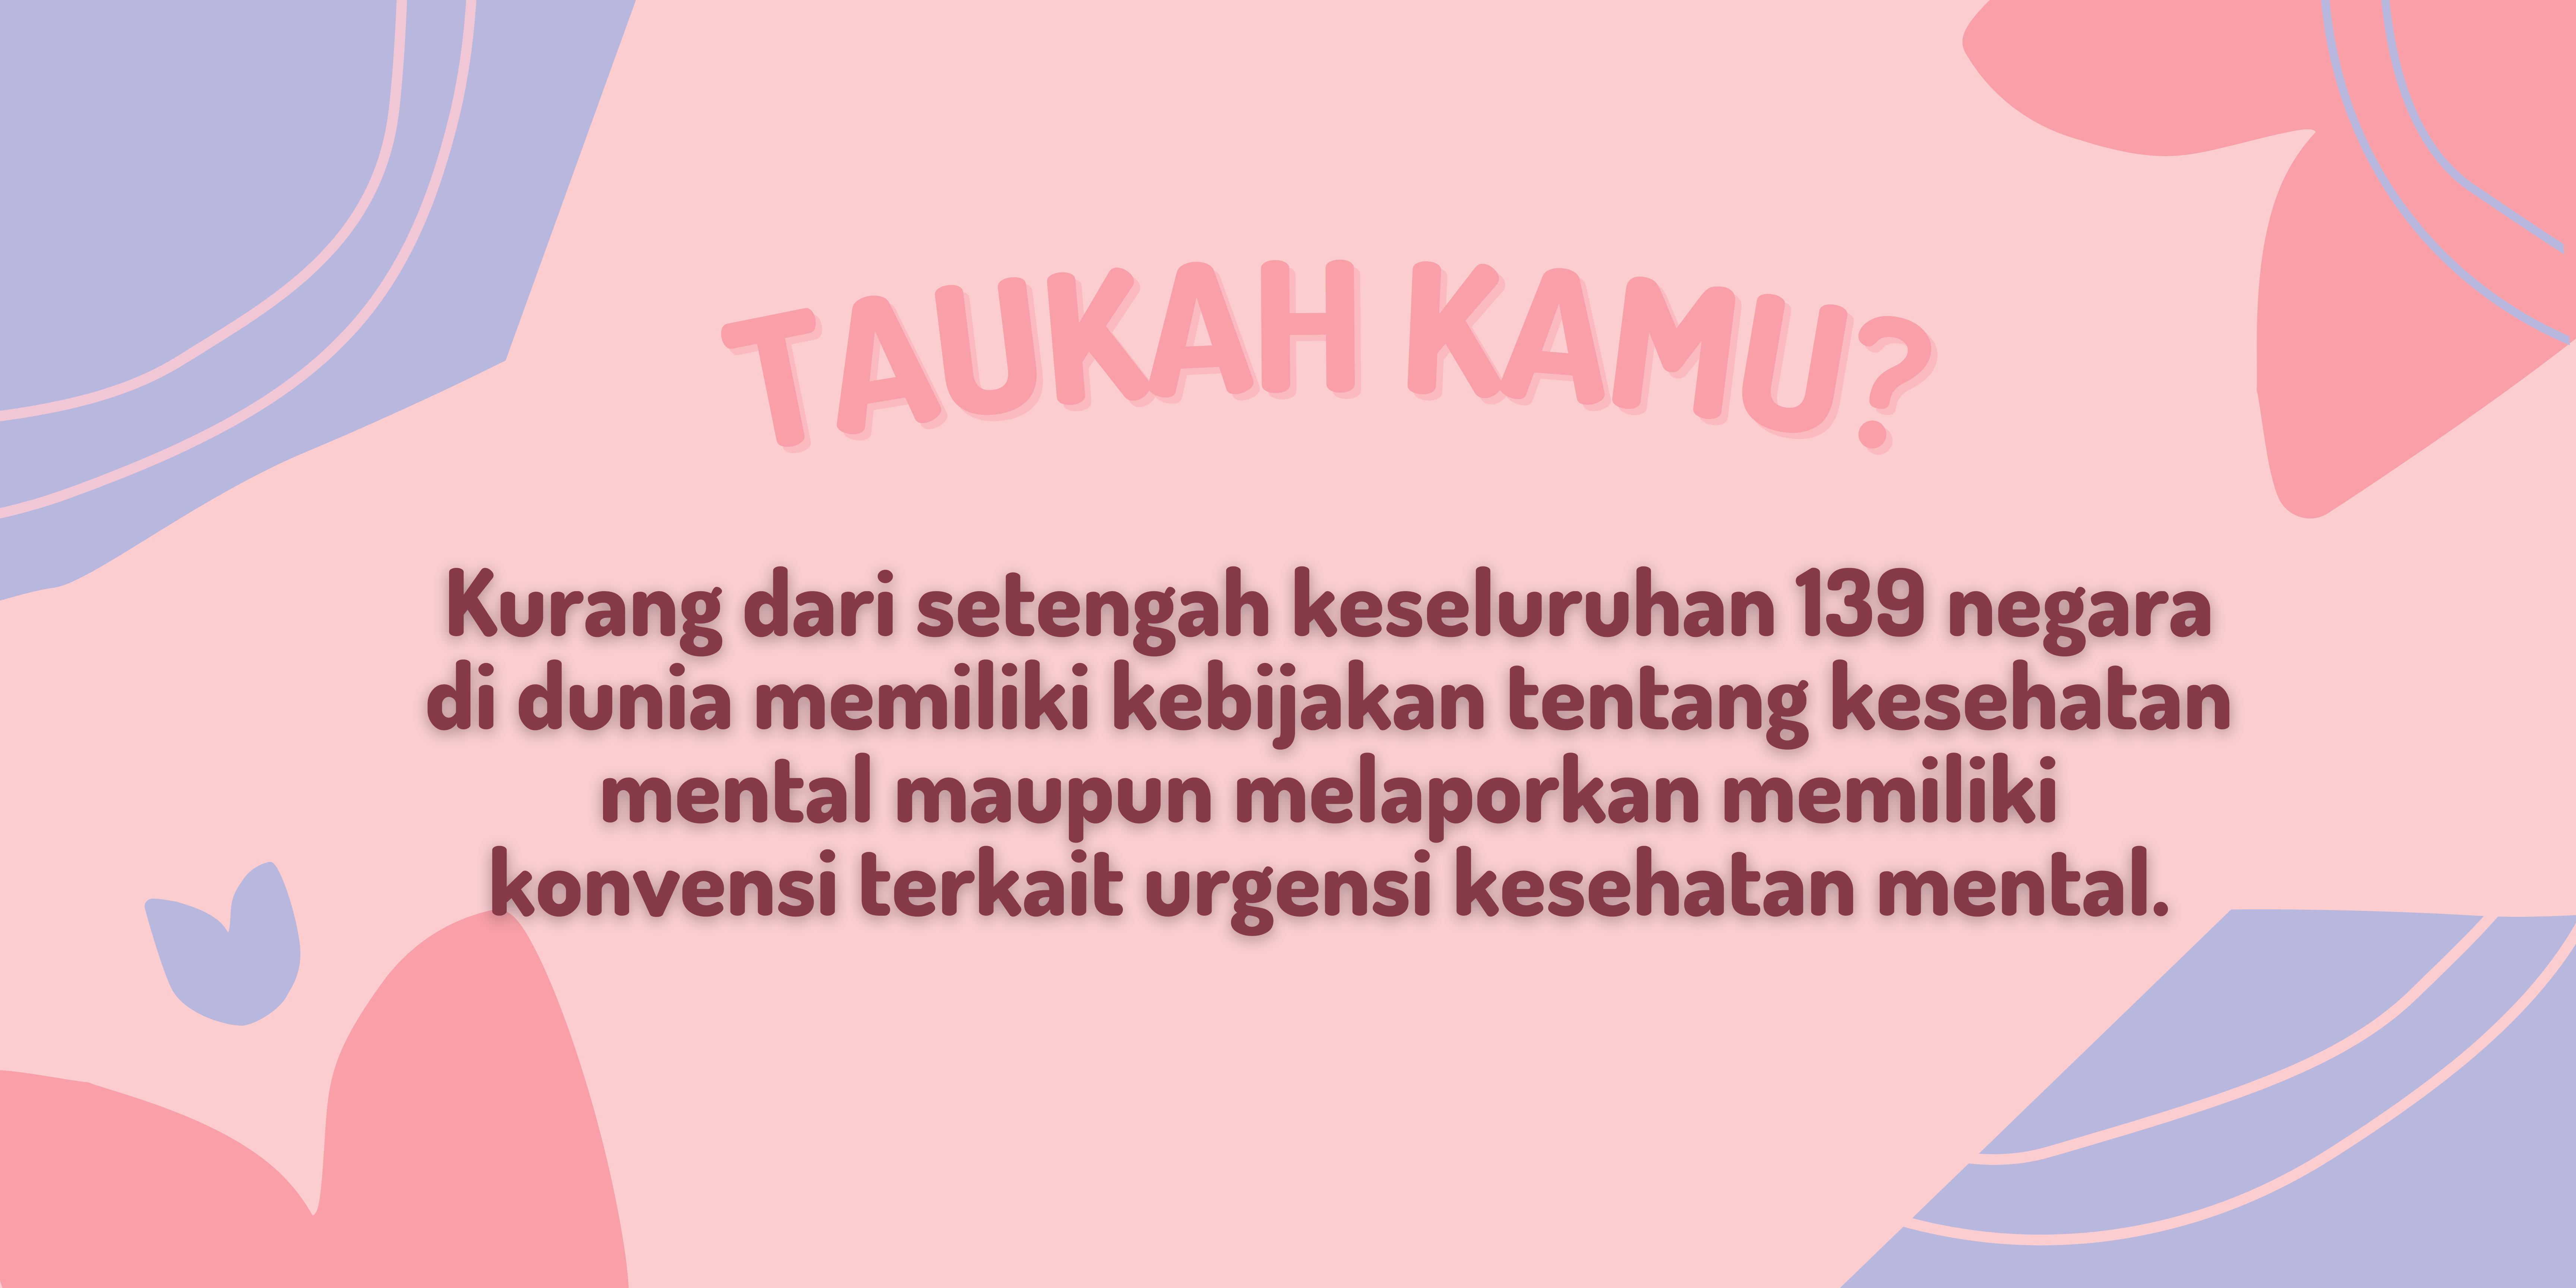 TAUKAH KAMU?
Kurang dari setengah keseluruhan 139 negara
di dunia memiliki kebijakan tentang kesehatan
mental maupun melaporkan memiliki
konvensi terkait urgensi kesehatan mental.